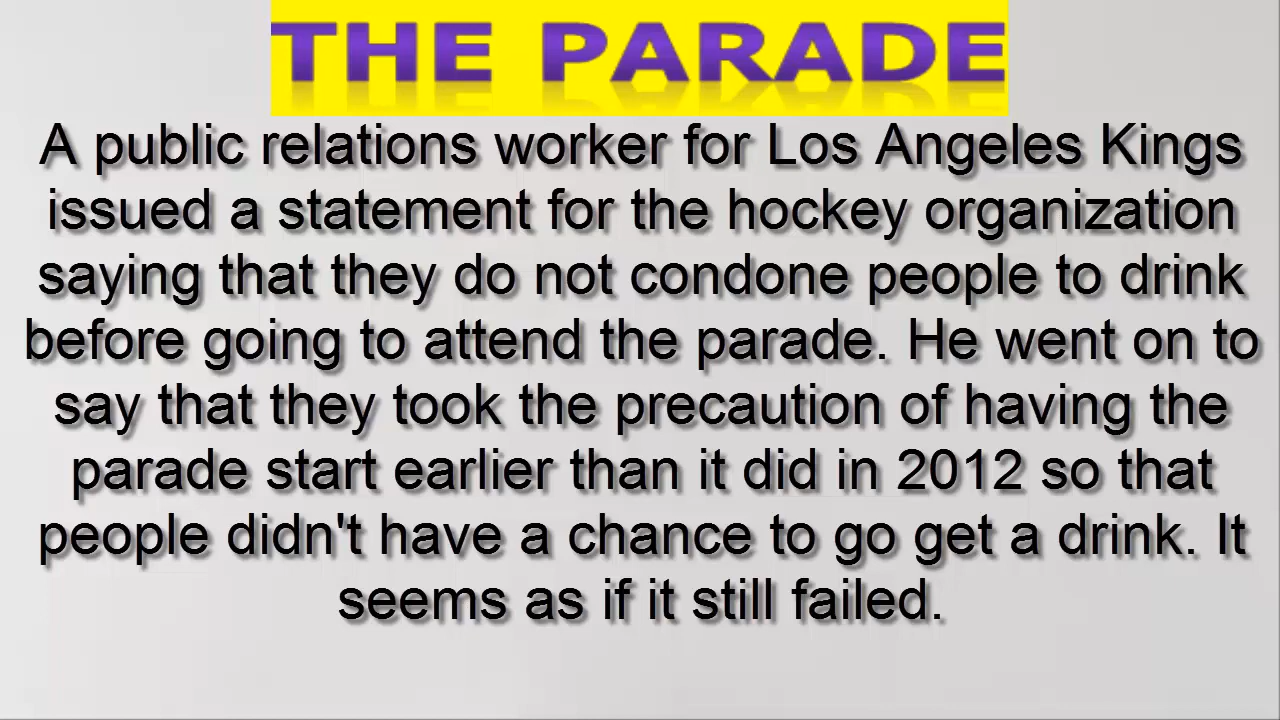 THE PARADE
A public relations worker for Los Angeles Kings
issued a statement for the hockey organization
saying that they do not condone people to drink
before going to attend the parade. He went on to
say that they took the precaution of having the
parade start earlier than it did in 2012 so that
people didn't have a chance to go get a drink. It
seems as if it still failed.